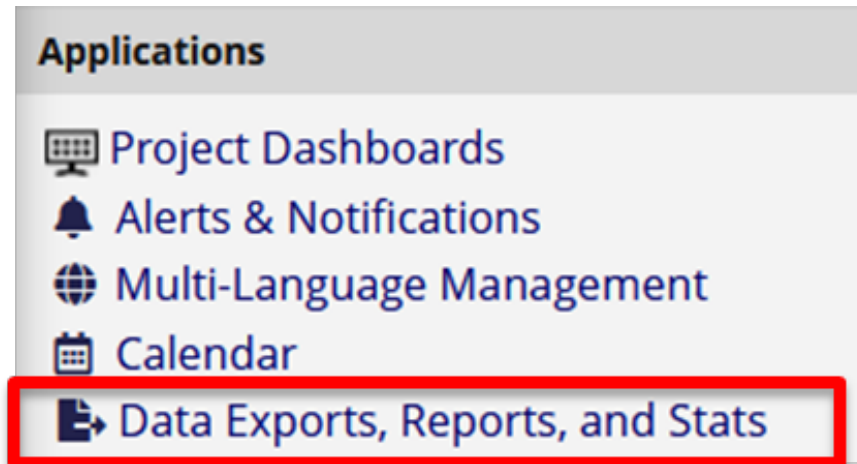 Applications
Project Dashboards
Alerts & Notifications
Multi-Language Management
Calendar
Data Exports, Reports, and Stats